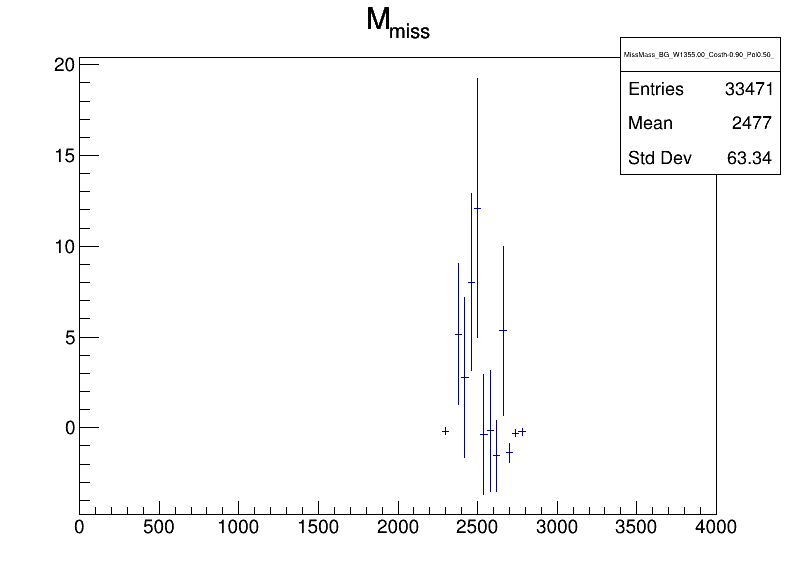 M_miss
MissMass_BG_W1355.00_Costh-0.90_Pol0.50_
Entries 33471
Mean 2477
Std Dev 63.34
20
15
10
5
0
0 500 1000 1500 2000 2500 3000 3500 4000